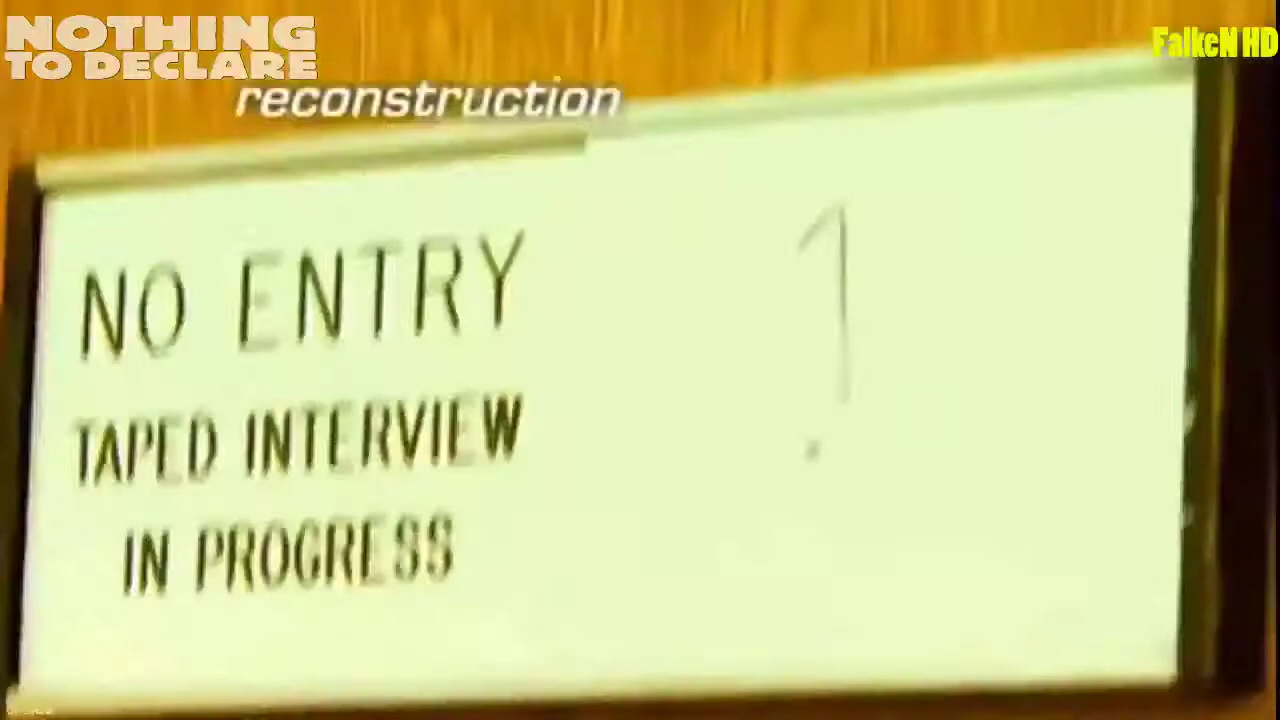 NOTHING
TO DECLARE
FalkeN HD
reconstruction
NO ENTRY
TAPED INTERVIEW
IN PROGRESS
1